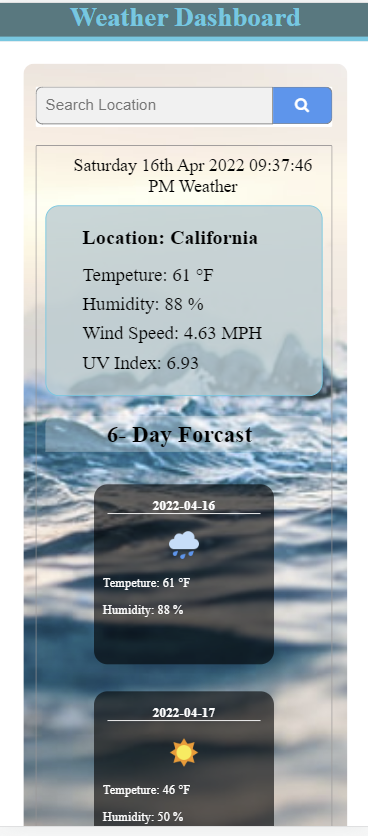 Weather Dashboard
Search Location
Saturday 16th Apr 2022 09:37:46
PM Weather
Location: California
Tempeture: 61 °F
Humidity: 88 %
Wind Speed: 4.63 MPH
UV Index: 6.93
6- Day Forcast
2022-04-16
Tempeture: 61 °F
Humidity: 88 %
2022-04-17
Tempeture: 46 °F
Humidity: 50 %